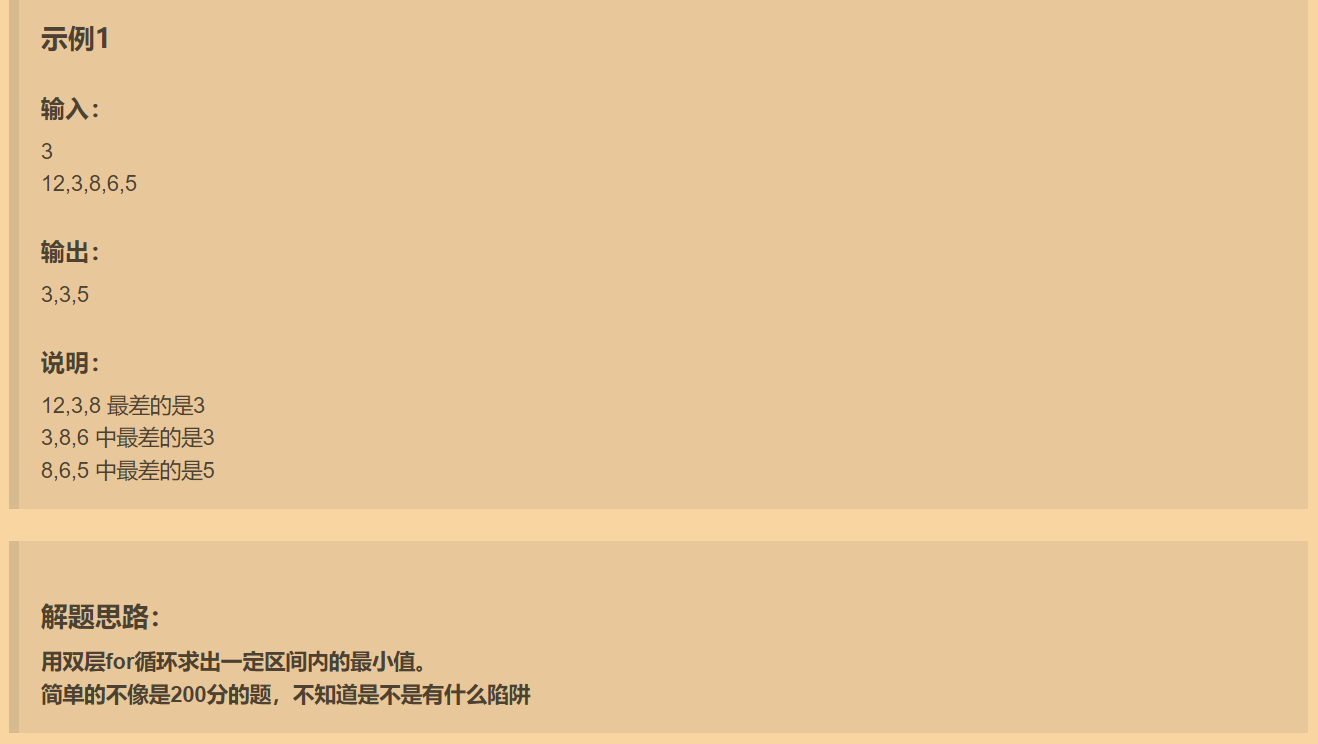 示例1
输入：
3
12,3,8,6,5
输出：
3,3,5
说明：
12,3,8 最差的是3
3,8,6 中最差的是3
8,6,5 中最差的是5
解题思路：
用双层for循环求出一定区间内的最小值。
简单的不像是200分的题，不知道是不是有什么陷阱